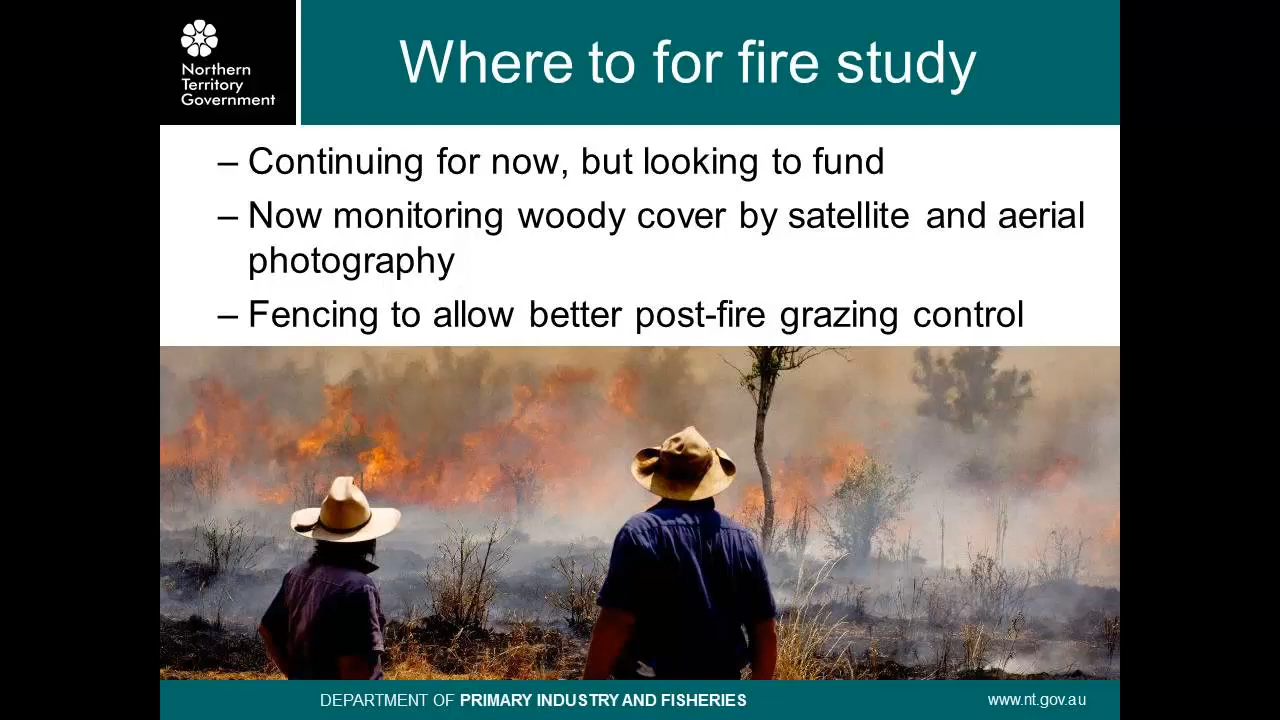 Northern
Territory
Government
Where to for fire study
– Continuing for now, but looking to fund
– Now monitoring woody cover by satellite and aerial
photography
– Fencing to allow better post-fire grazing control
DEPARTMENT OF PRIMARY INDUSTRY AND FISHERIES
www.nt.gov.au